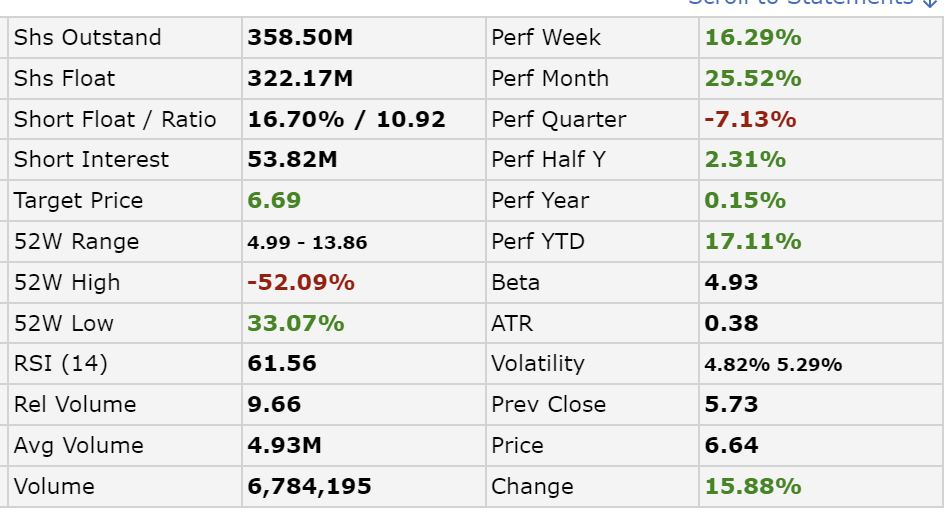 Scroll to Statements ↓
Shs Outstand 358.50M Perf Week 16.29%
Shs Float 322.17M Perf Month 25.52%
Short Float / Ratio 16.70% / 10.92 Perf Quarter -7.13%
Short Interest 53.82M Perf Half Y 2.31%
Target Price 6.69 Perf Year 0.15%
52W Range 4.99 - 13.86 Perf YTD 17.11%
52W High -52.09% Beta 4.93
52W Low 33.07% ATR 0.38
RSI (14) 61.56 Volatility 4.82% 5.29%
Rel Volume 9.66 Prev Close 5.73
Avg Volume 4.93M Price 6.64
Volume 6,784,195 Change 15.88%